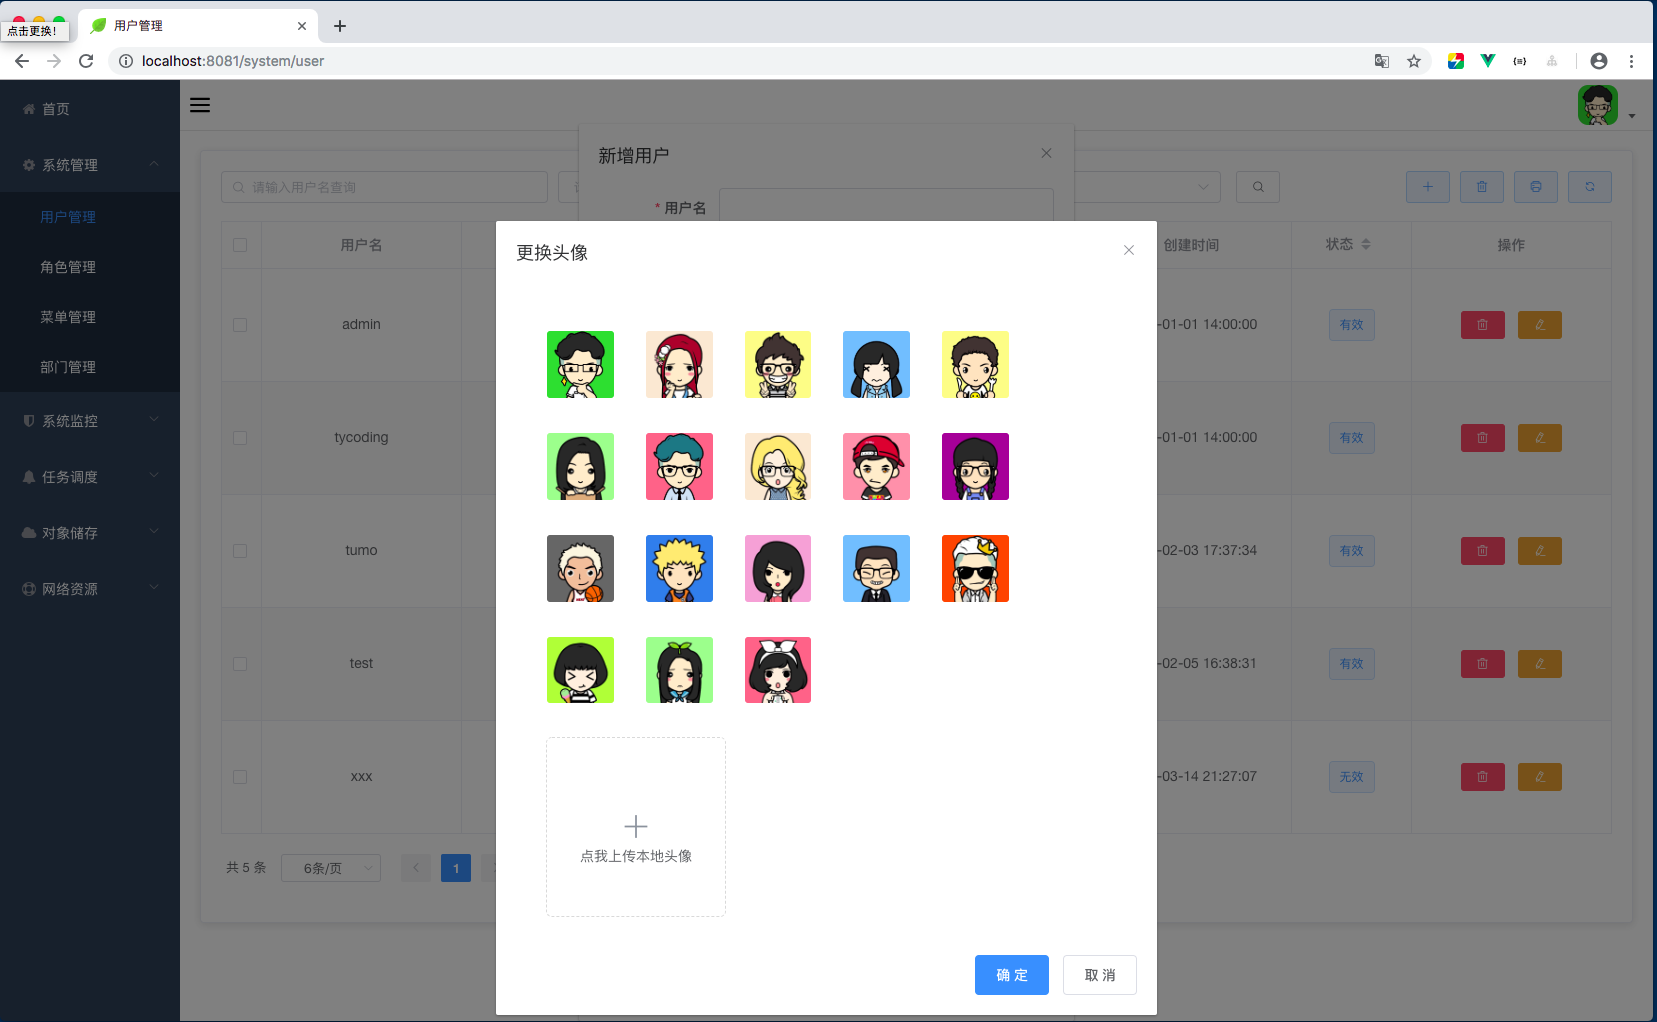 点击更换!
用户管理
localhost:8081/system/user
首页
系统管理
用户管理
角色管理
菜单管理
部门管理
系统监控
任务调度
对象储存
网络资源
新增用户
请输入用户名查询
* 用户名
更换头像
用户名
创建时间
状态
操作
admin
-01-01 14:00:00
有效
tycoding
-01-01 14:00:00
有效
tumo
-02-03 17:37:34
有效
test
-02-05 16:38:31
有效
xxx
-03-14 21:27:07
无效
点我上传本地头像
共 5 条
6条/页
1
确 定
取 消